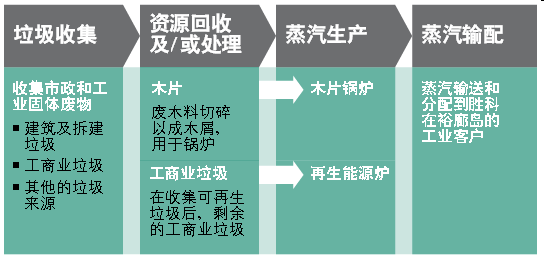 垃圾收集
资源回收
及/或处理
蒸汽生产
蒸汽输配
收集市政和工
业固体废物
▪ 建筑及拆建
垃圾
▪ 工商业垃圾
▪ 其他的垃圾
来源
木片
废木料切碎
以成木屑，
用于锅炉
工商业垃圾
在收集可再生
垃圾后，剩余
的工商业垃圾
木片锅炉
再生能源炉
蒸汽输送和
分配到胜科
在裕廊岛的
工业客户